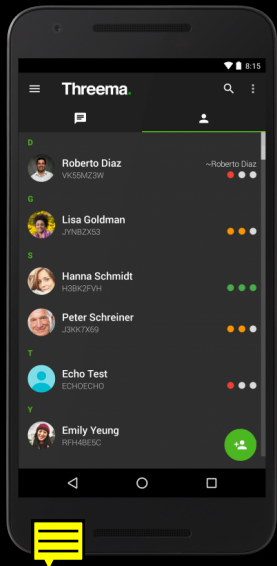 8:15
Threema.
D
Roberto Diaz
~Roberto Diaz
VK55MZ3W
G
Lisa Goldman
JYNBZX53
S
Hanna Schmidt
H3BK2FVH
Peter Schreiner
J3KK7X69
T
Echo Test
ECHOECHO
Y
Emily Yeung
RFH4BE5C